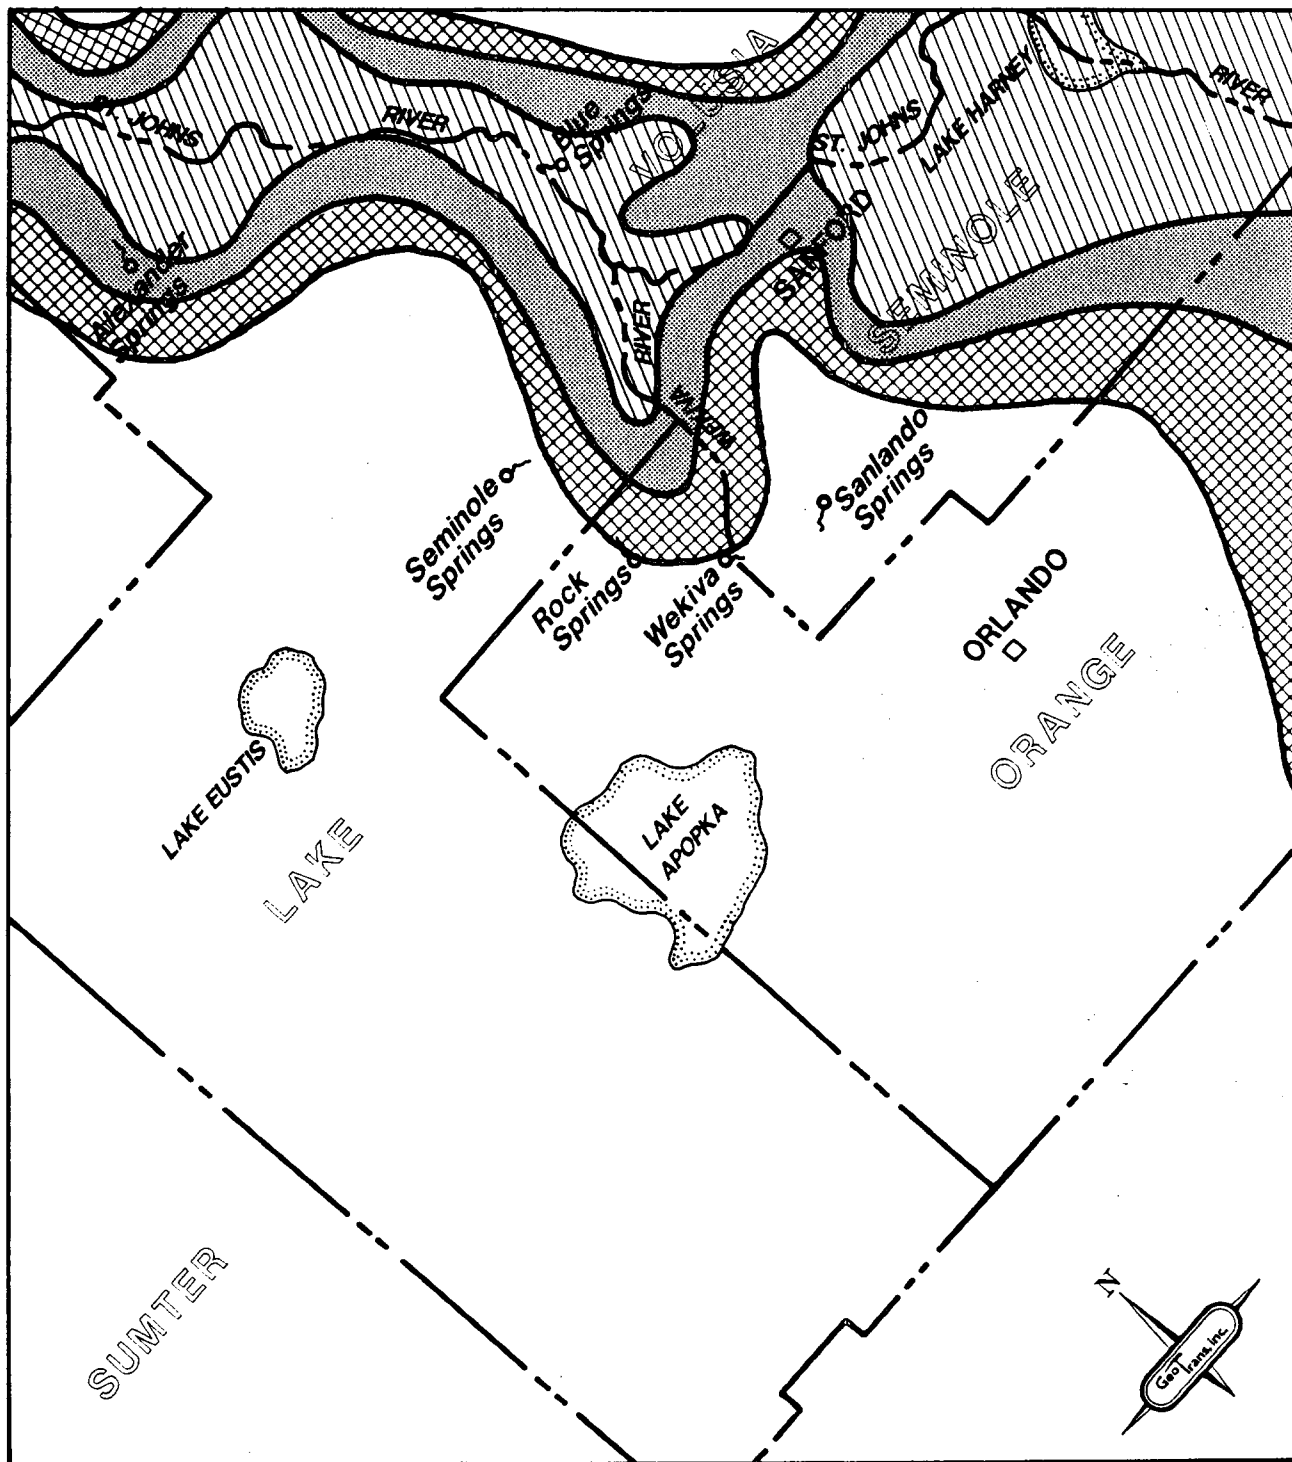 VOLUSIA
ST. JOHNS
RIVER
Blue
Springs
ST. JOHNS
LAKE HARNEY
RIVER
SEMINOLE
SANFORD
Alexander
Springs
RIVER
WEKIVA
Seminole
Springs
Sanlando
Springs
Rock
Springs
Wekiva
Springs
ORLANDO
ORANGE
LAKE EUSTIS
LAKE
LAKE
APOPKA
SUMTER
N
GeoTrans, inc.